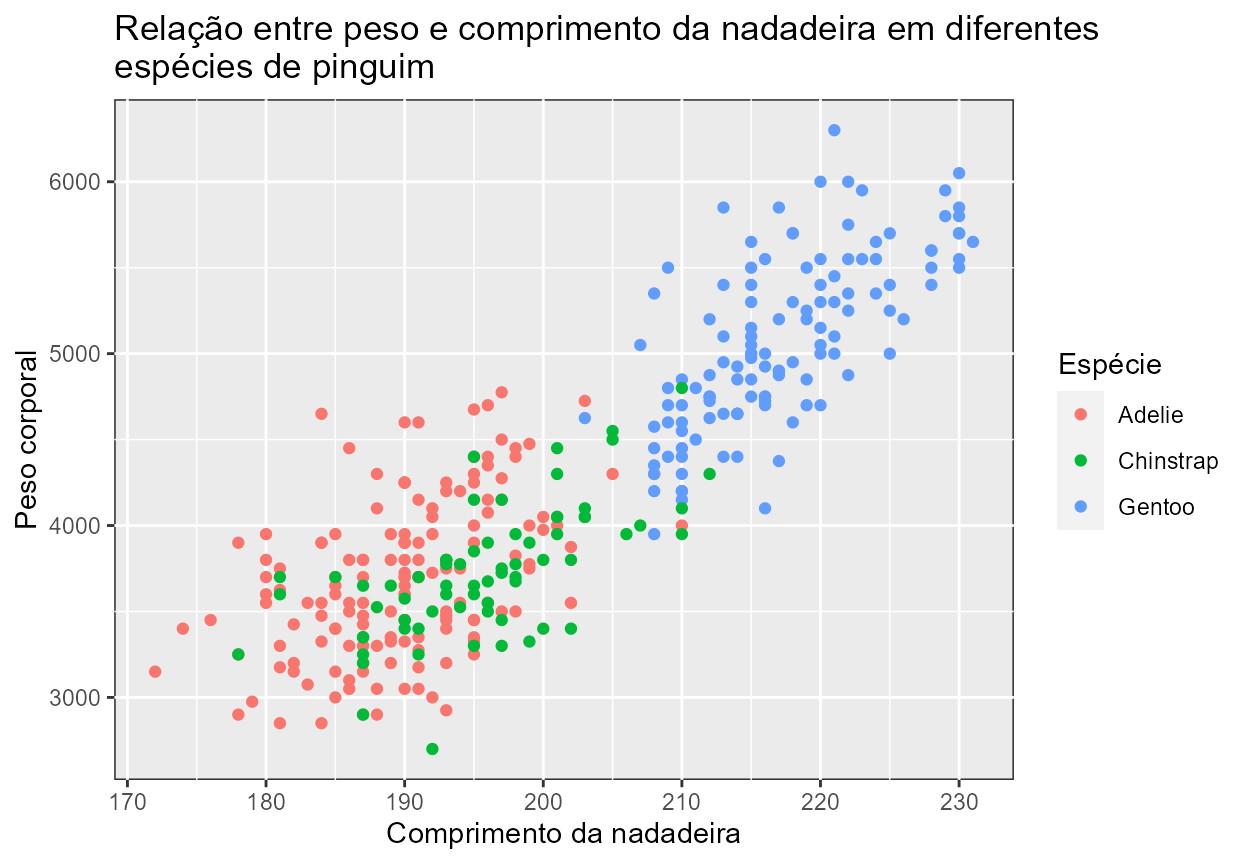 Relação entre peso e comprimento da nadadeira em diferentes
espécies de pinguim
6000
5000
4000
3000
Peso corporal
170 180 190 200 210 220 230
Comprimento da nadadeira
Espécie
Adelie
Chinstrap
Gentoo